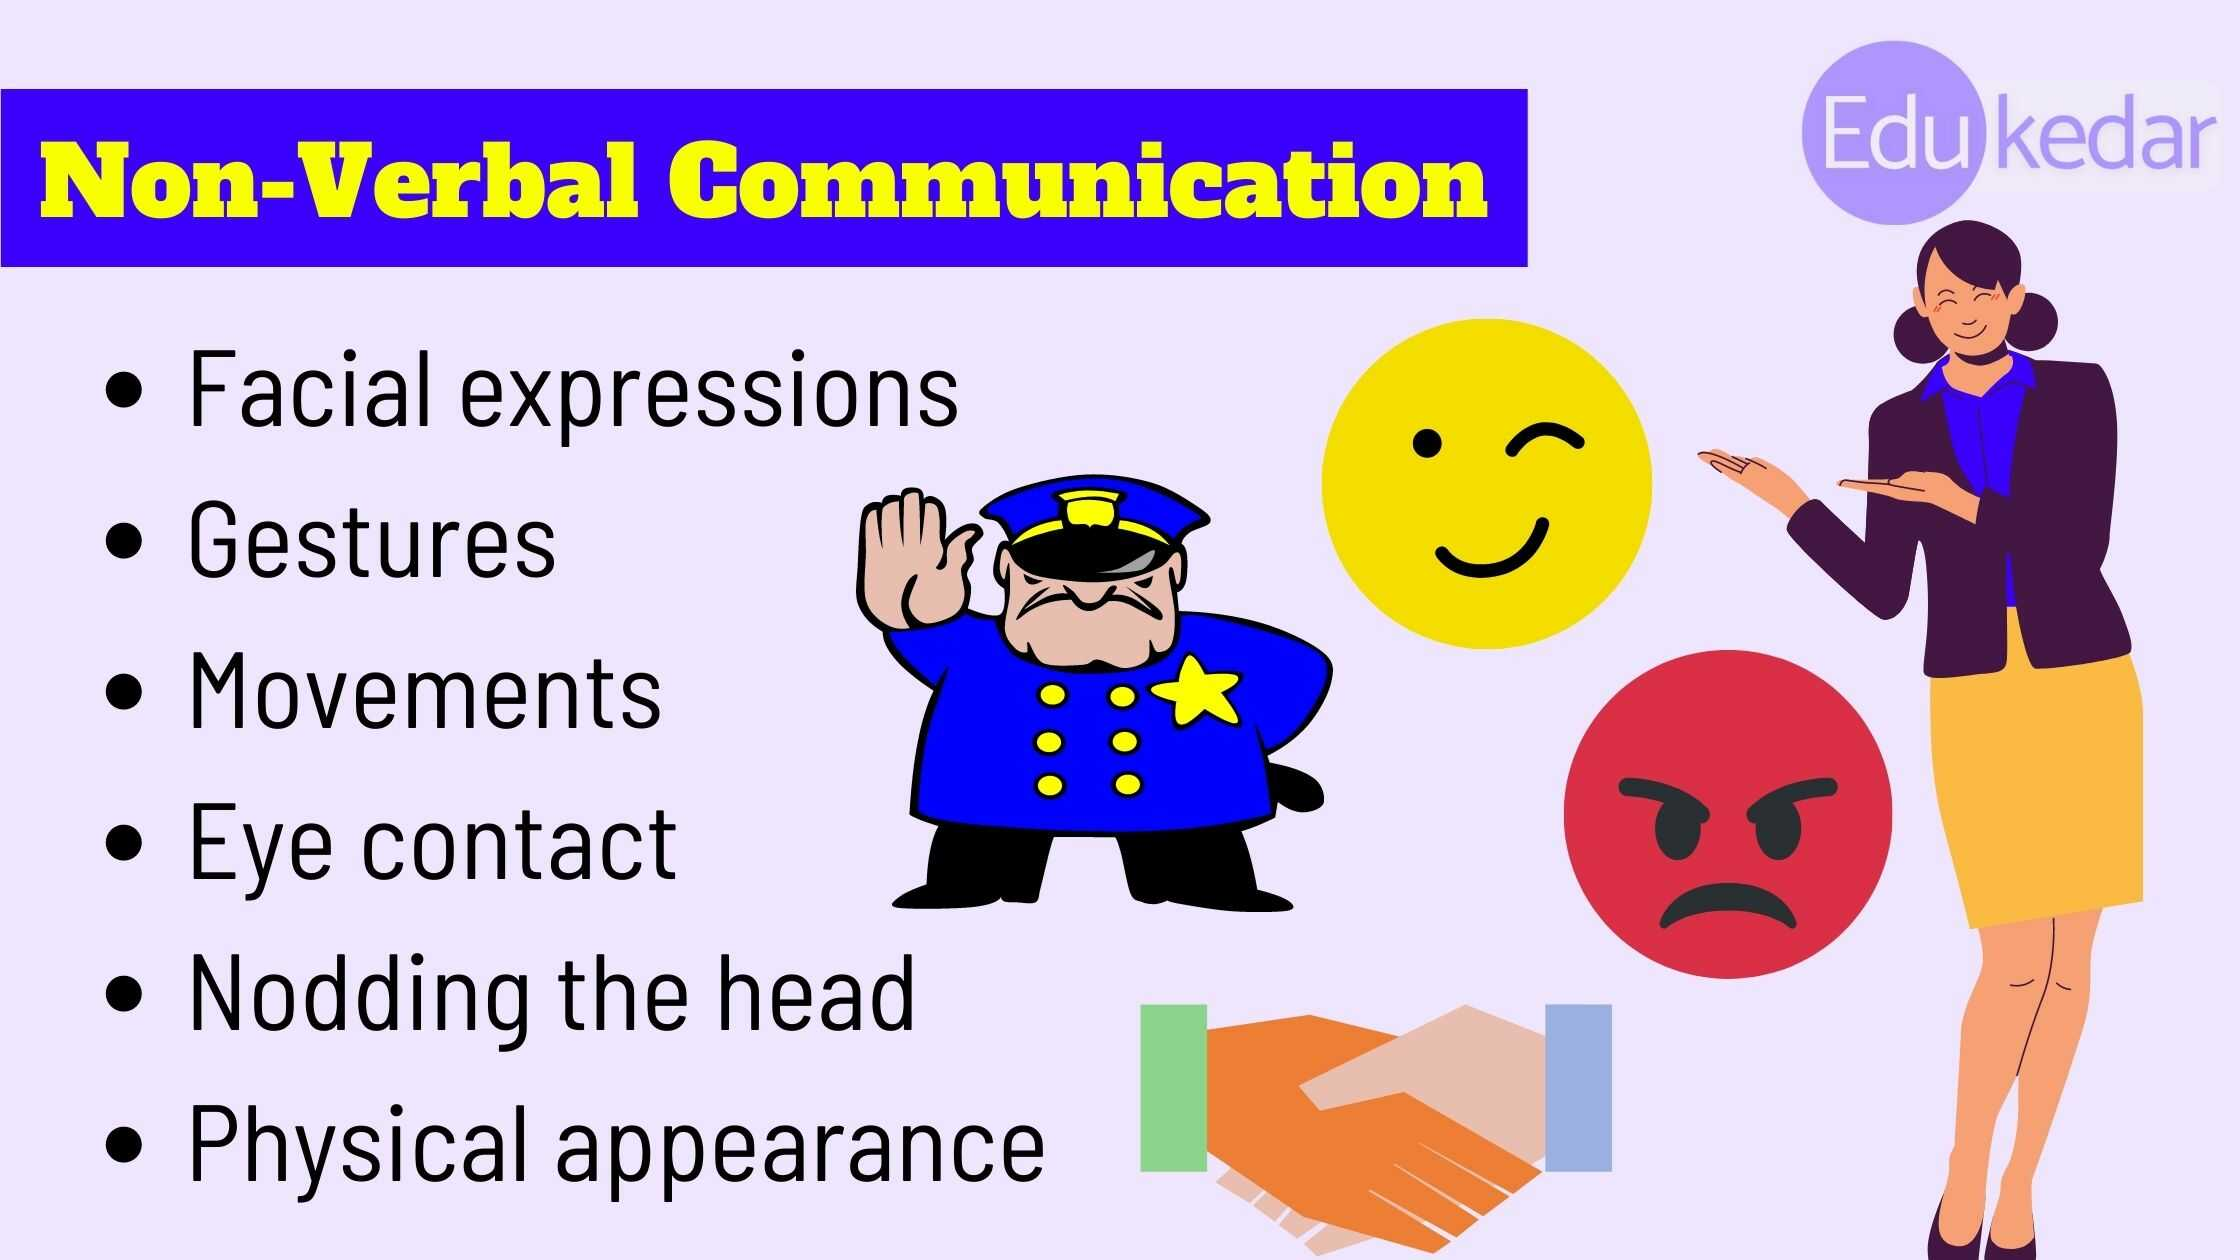 Edukedar
Non-Verbal Communication
• Facial expressions
• Gestures
• Movements
• Eye contact
• Nodding the head
• Physical appearance